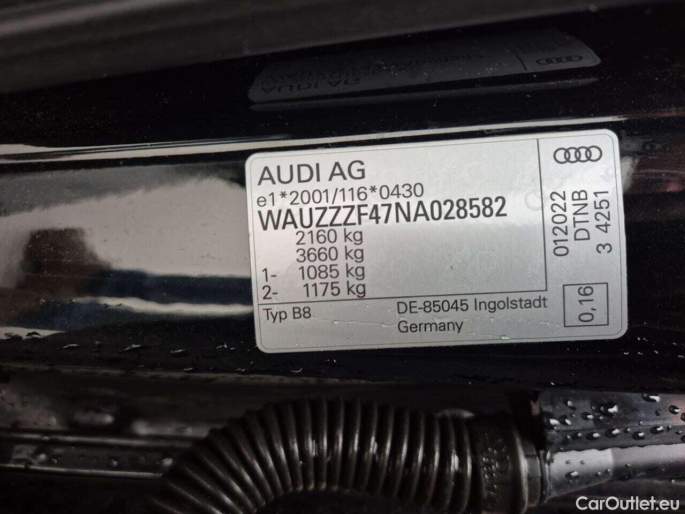 AUDI AG
e1*2001/116*0430
WAUZZZF47NA028582
2160 kg
3660 kg
1- 1085 kg
2- 1175 kg
Typ B8
DE-85045 Ingolstadt
Germany
012022
DTNB
3 4251
0,16
CarOutlet.eu